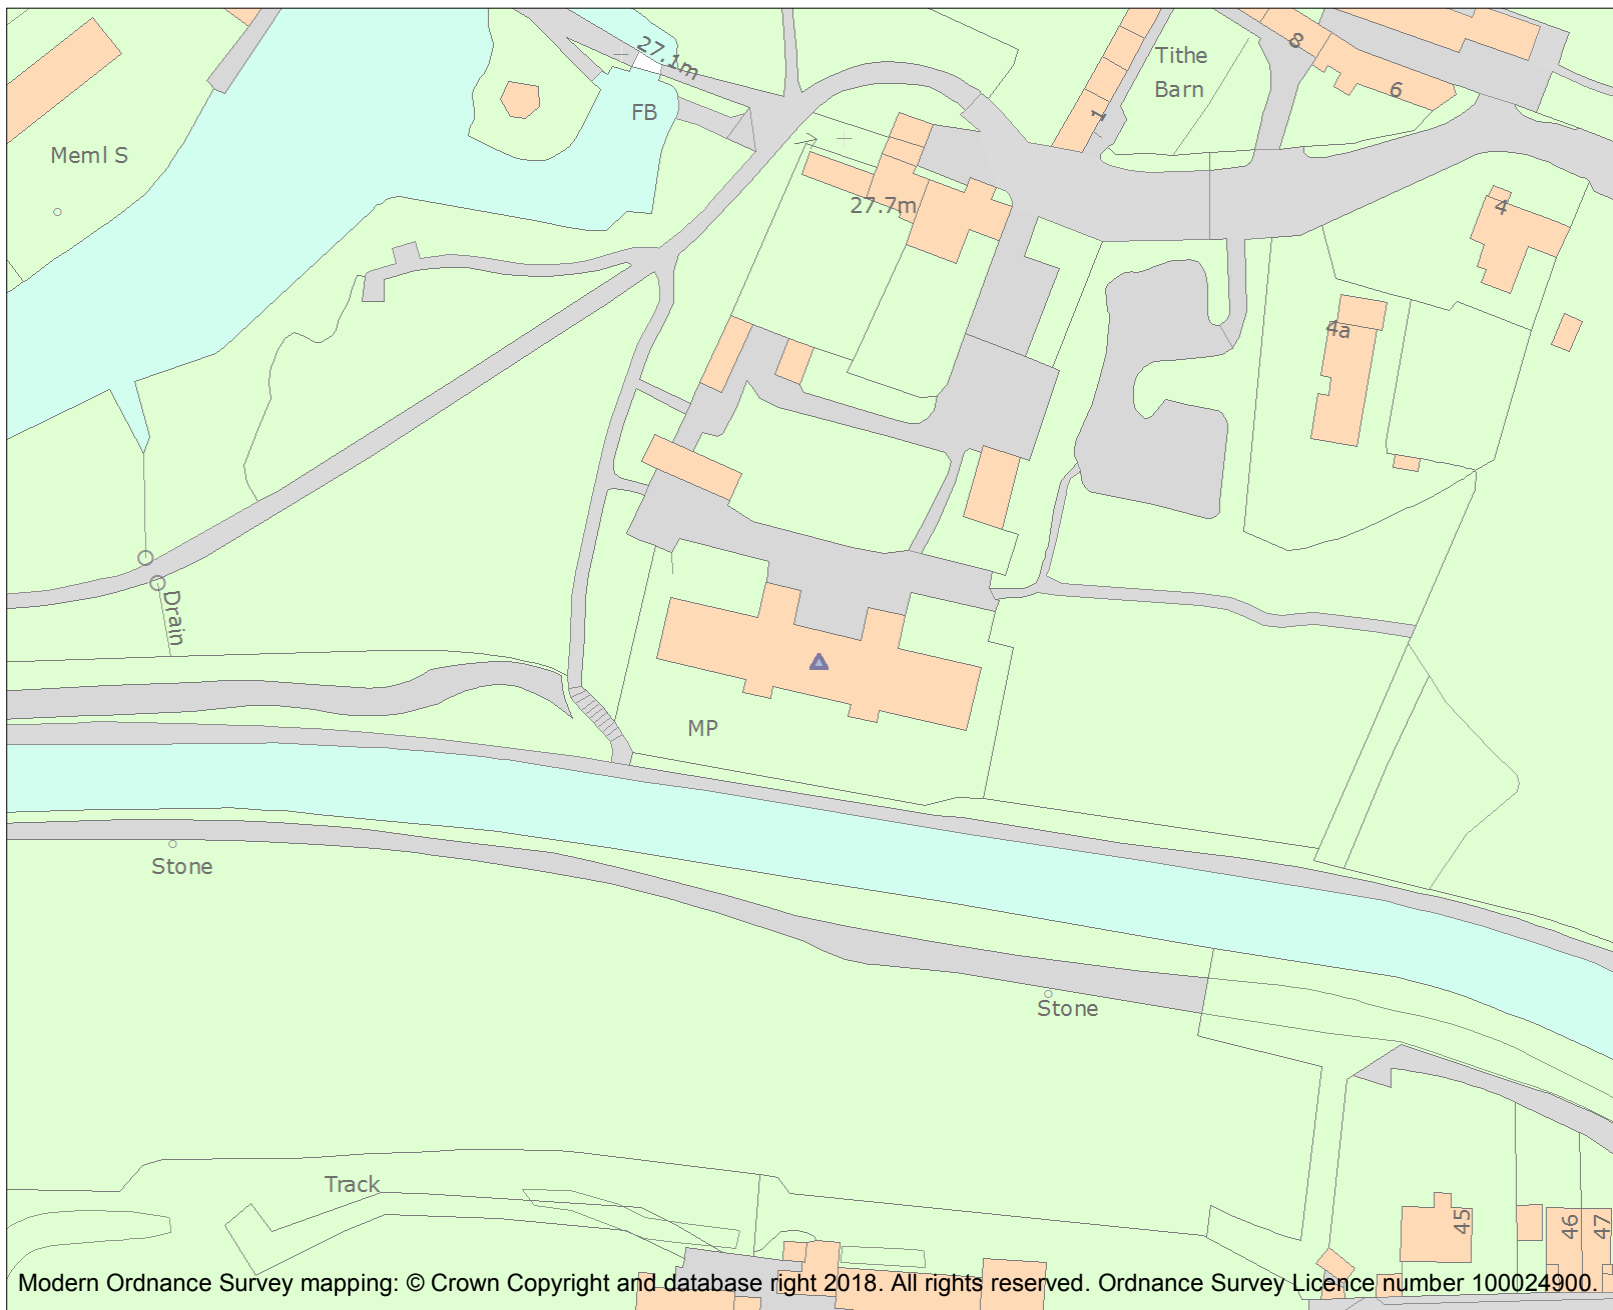 27.1m
Tithe
Barn
8
6
FB
1
Meml S
27.7m
4
4a
Drain
MP
Stone
Stone
Track
45
46
47
Modern Ordnance Survey mapping: © Crown Copyright and database right 2018. All rights reserved. Ordnance Survey Licence number 100024900.